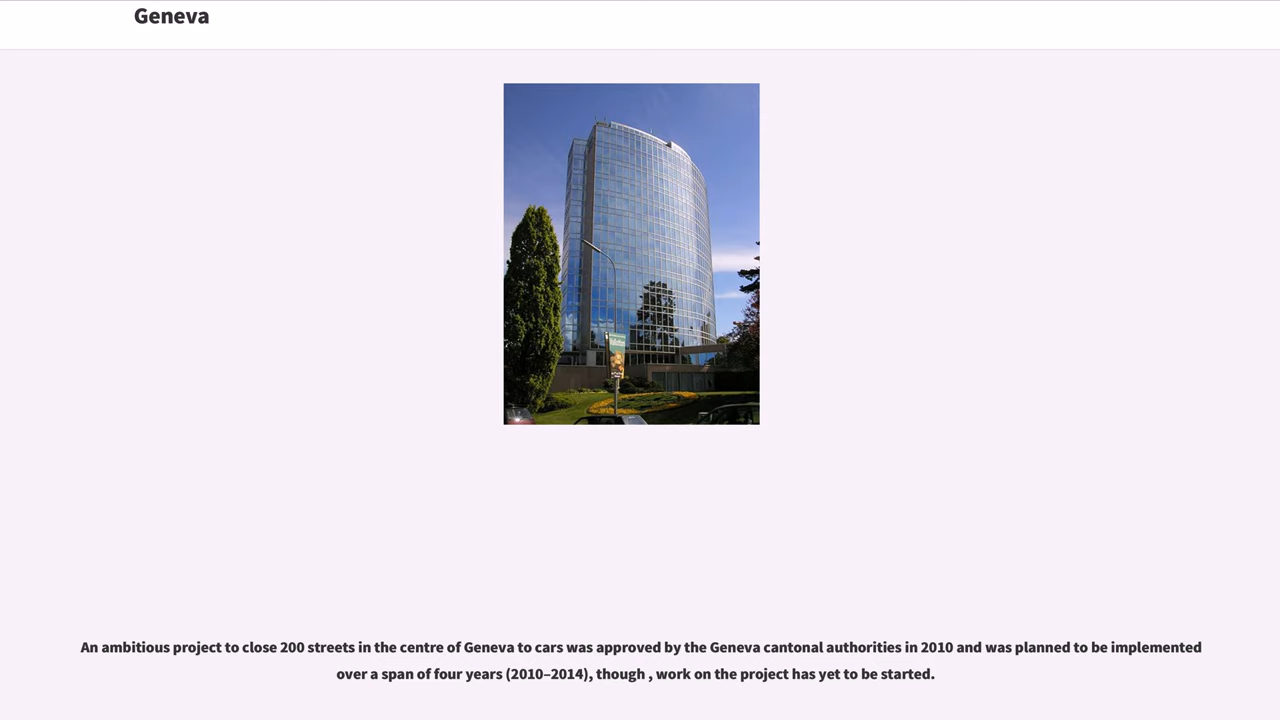 Geneva
An ambitious project to close 200 streets in the centre of Geneva to cars was approved by the Geneva cantonal authorities in 2010 and was planned to be implemented
over a span of four years (2010–2014), though , work on the project has yet to be started.